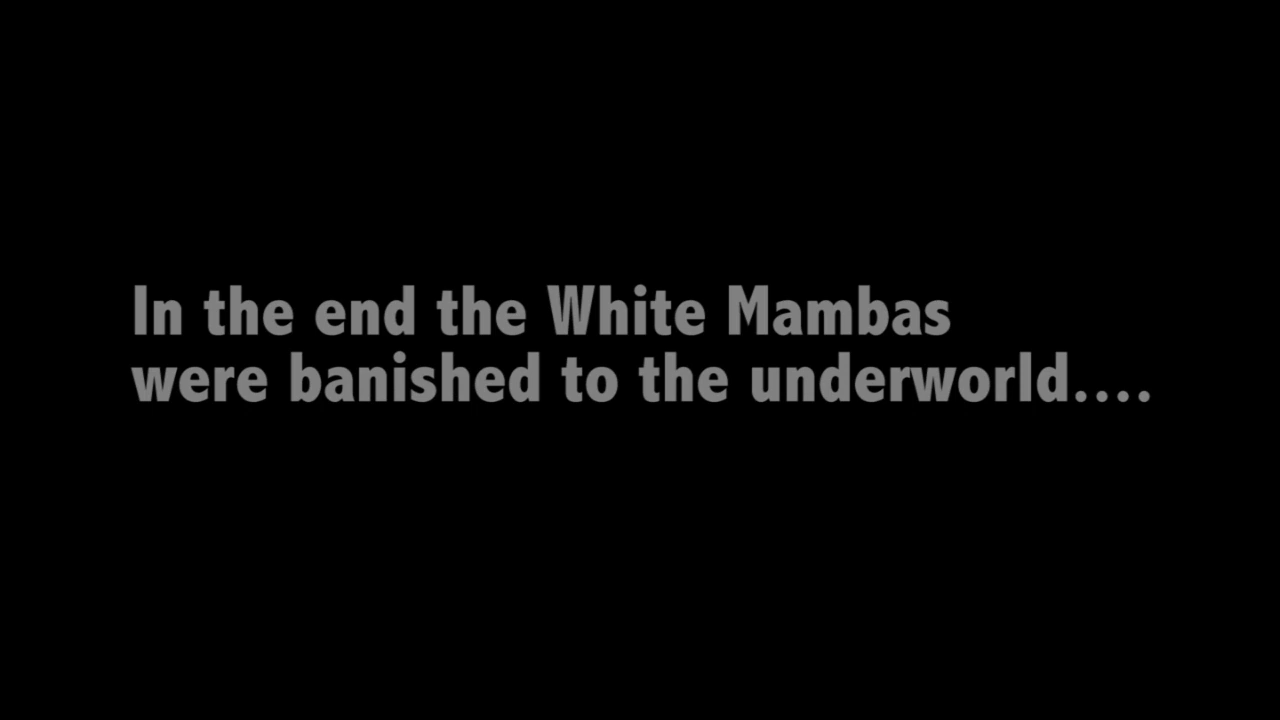 In the end the White Mambas
were banished to the underworld....